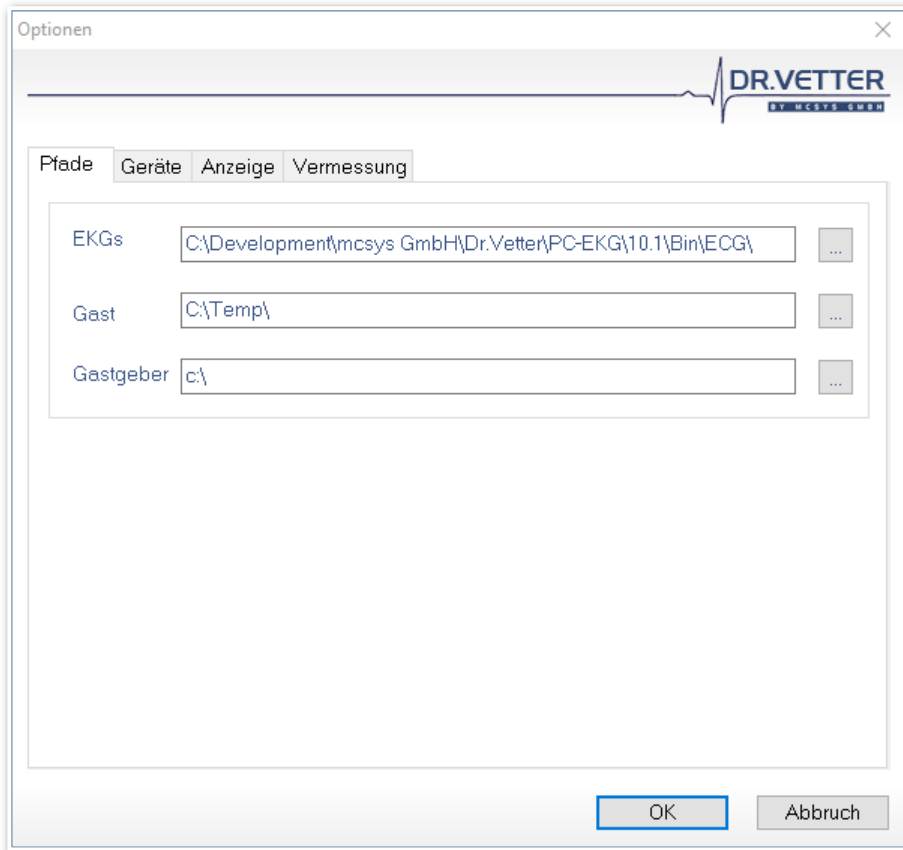 Optionen
DR.VETTER
BY MCSYS GMBH
Pfade Geräte Anzeige Vermessung
EKGs C:\Development\mcsys GmbH\Dr.Vetter\PC-EKG\10.1\Bin\ECG\ ...
Gast C:\Temp\ ...
Gastgeber c:\ ...
OK Abbruch